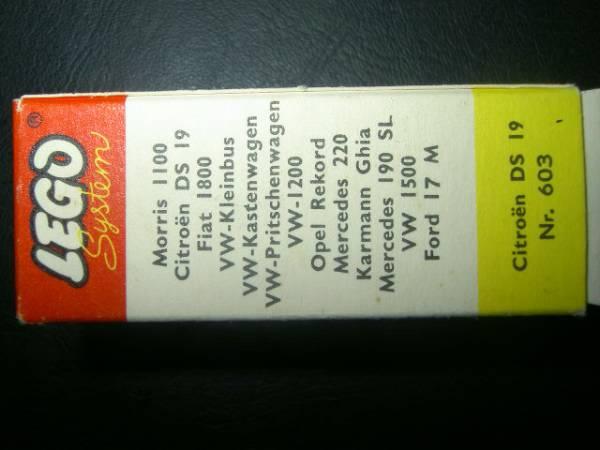 LEGO®
System
Morris 1100
Citroën DS 19
Fiat 1800
VW-Kleinbus
VW-Kastenwagen
VW-Pritschenwagen
VW-1200
Opel Rekord
Mercedes 220
Karmann Ghia
Mercedes 190 SL
VW 1500
Ford 17 M
Citroën DS 19
Nr. 603